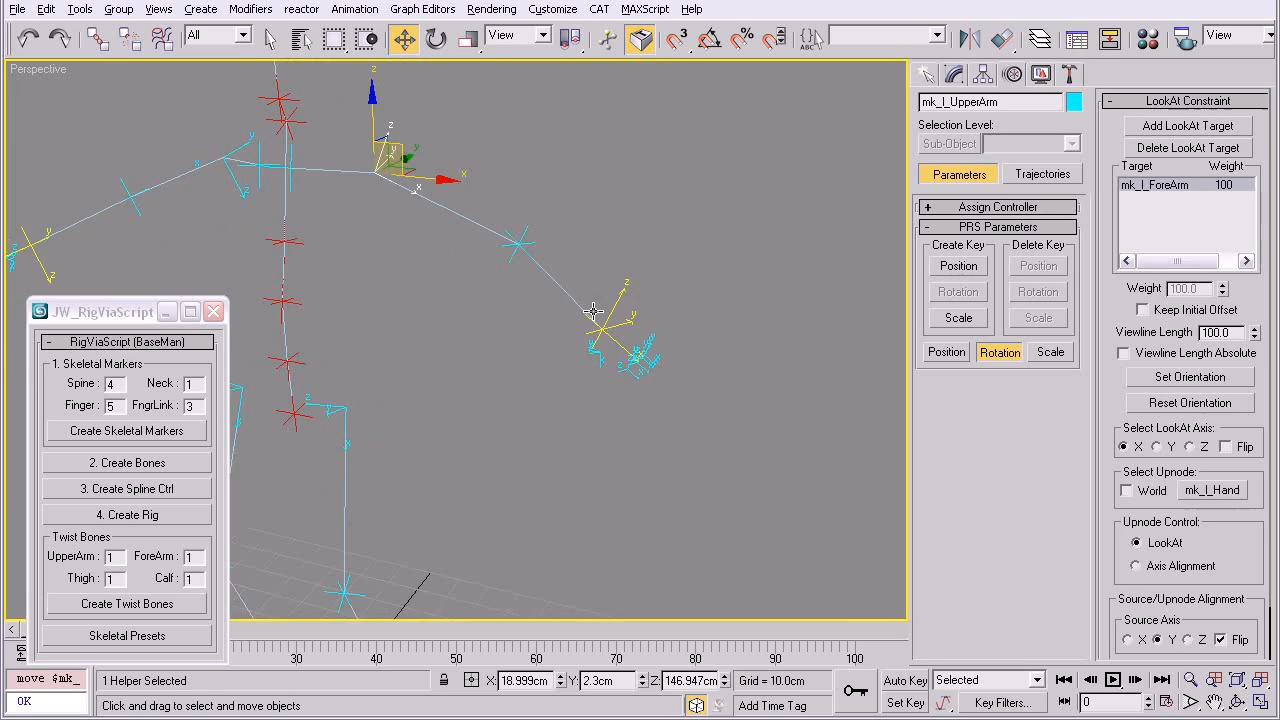 File Edit Tools Group Views Create Modifiers reactor Animation Graph Editors Rendering Customize CAT MAXScript Help
All View View
Perspective
mk_l_UpperArm
Selection Level:
Sub-Object
Parameters Trajectories
+ Assign Controller
- PRS Parameters
Create Key Delete Key
Position Position
Rotation Rotation
Scale Scale
Position Rotation Scale
- LookAt Constraint
Add LookAt Target
Delete LookAt Target
Target Weight
mk_l_ForeArm 100
Weight 100.0
Keep Initial Offset
Viewline Length 100.0
Viewline Length Absolute
Set Orientation
Reset Orientation
Select LookAt Axis:
X Y Z Flip
Select Upnode:
World mk_l_Hand
Upnode Control:
LookAt
Axis Alignment
Source/Upnode Alignment
Source Axis
X Y Z Flip
JW_RigViaScript
- RigViaScript (BaseMan)
1. Skeletal Markers
Spine : 4 Neck : 1
Finger : 5 FngrLink : 3
Create Skeletal Markers
2. Create Bones
3. Create Spline Ctrl
4. Create Rig
Twist Bones
UpperArm : 1 ForeArm : 1
Thigh : 1 Calf : 1
Create Twist Bones
Skeletal Presets
30 40 50 60 70 80 90 100
move $mk_
OK
1 Helper Selected
X: 18.999cm Y: 2.3cm Z: 146.947cm Grid = 10.0cm
Click and drag to select and move objects
Add Time Tag
Auto Key Selected
Set Key Key Filters... 0